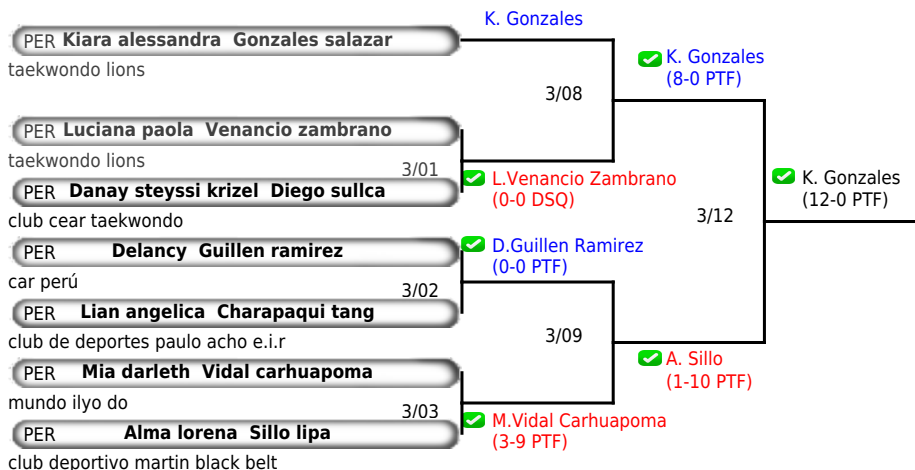 K. Gonzales
PER Kiara alessandra Gonzales salazar
taekwondo lions
K. Gonzales
(8-0 PTF)
3/08
PER Luciana paola Venancio zambrano
taekwondo lions
3/01
PER Danay steyssi krizel Diego sullca
club cear taekwondo
L.Venancio Zambrano
(0-0 DSQ)
K. Gonzales
(12-0 PTF)
3/12
PER Delancy Guillen ramirez
car perú
D.Guillen Ramirez
(0-0 PTF)
3/02
PER Lian angelica Charapaqui tang
club de deportes paulo acho e.i.r
3/09
A. Sillo
(1-10 PTF)
PER Mia darleth Vidal carhuapoma
mundo ilyo do
3/03
PER Alma lorena Sillo lipa
club deportivo martin black belt
M.Vidal Carhuapoma
(3-9 PTF)